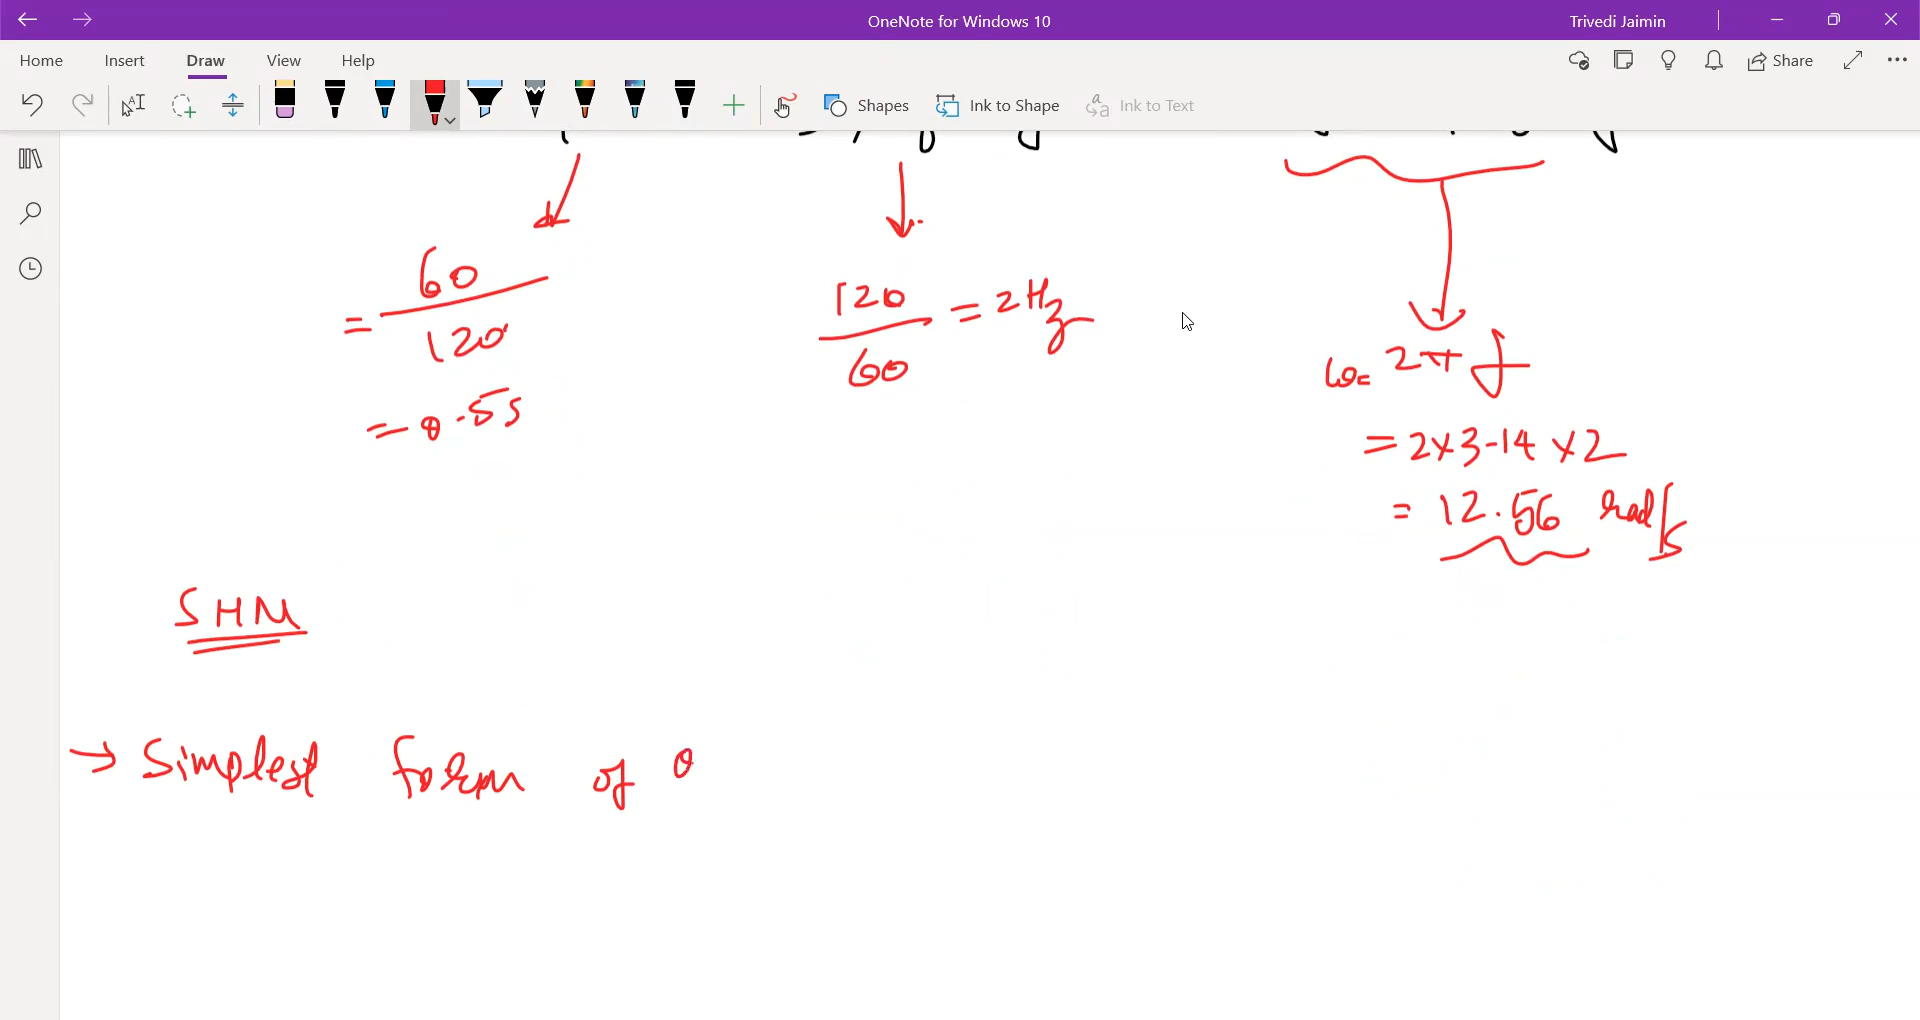 OneNote for Windows 10
Trivedi Jaimin
Home Insert Draw View Help
Share
Shapes Ink to Shape Ink to Text
= 60/120
= 0.5s
120/60 = 2Hz
ω = 2π f
= 2×3.14 ×2
= 12.56 rad/s
SHM
→ Simplest form of o